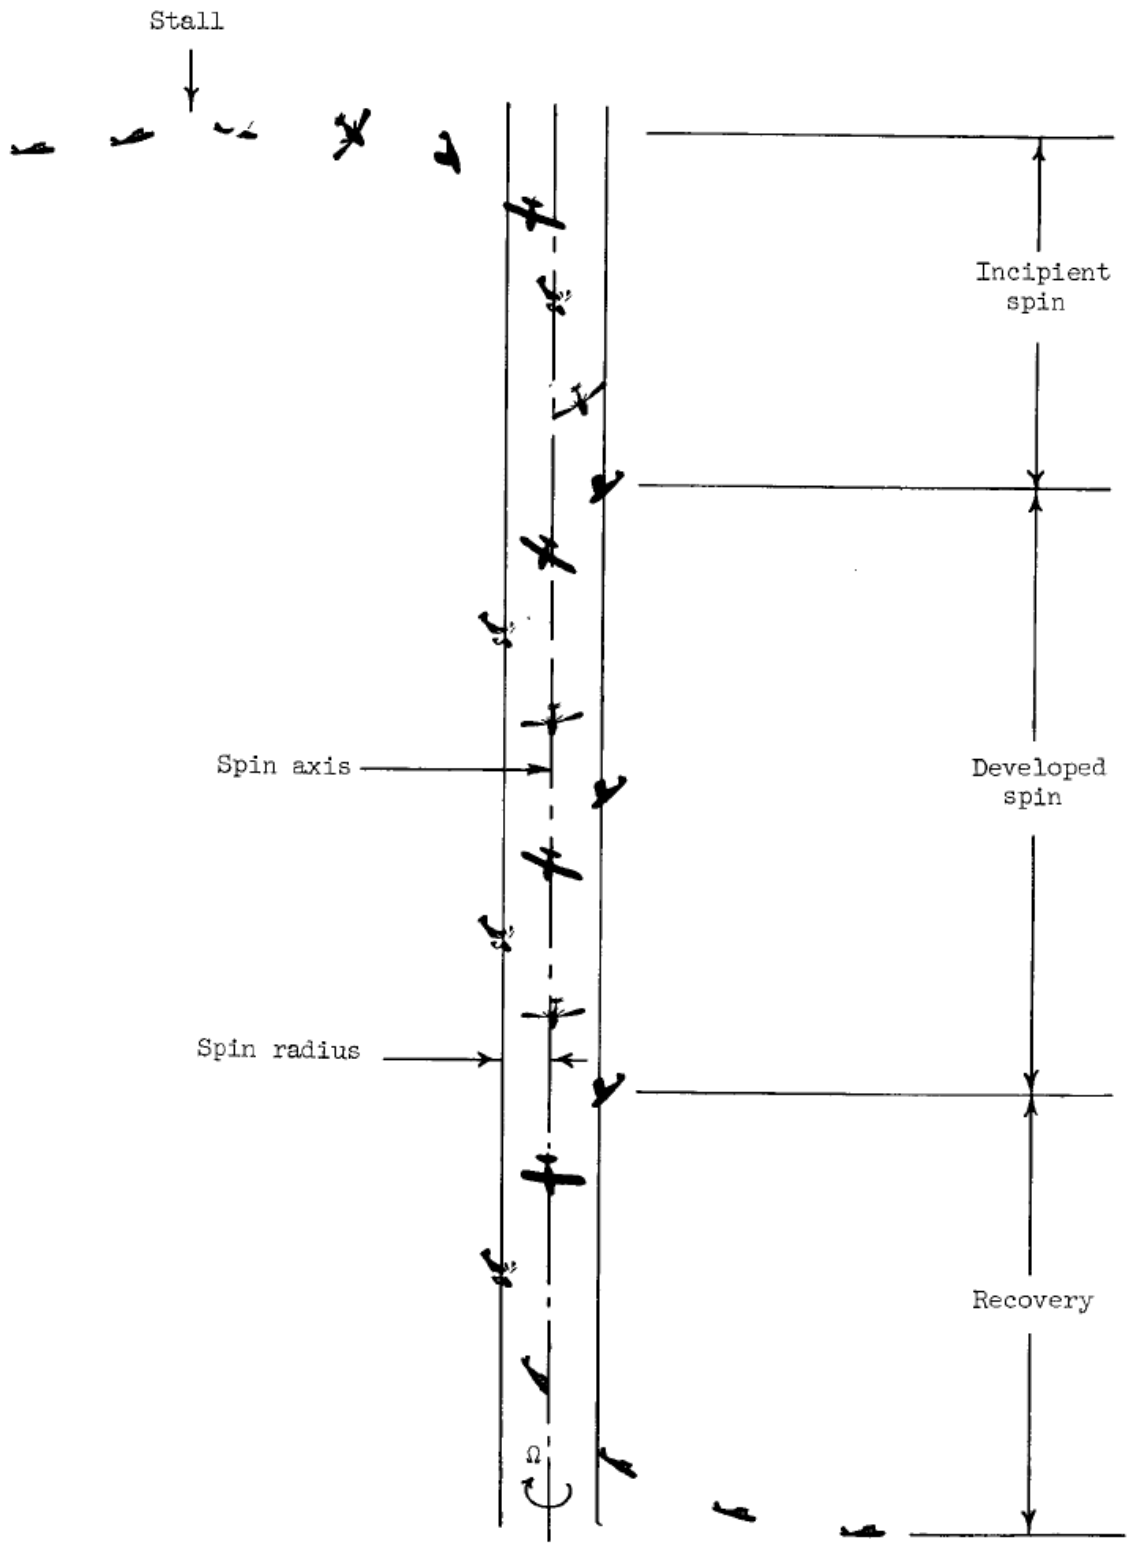 Stall
Incipient
spin
Spin axis
Developed
spin
Spin radius
Recovery
Ω